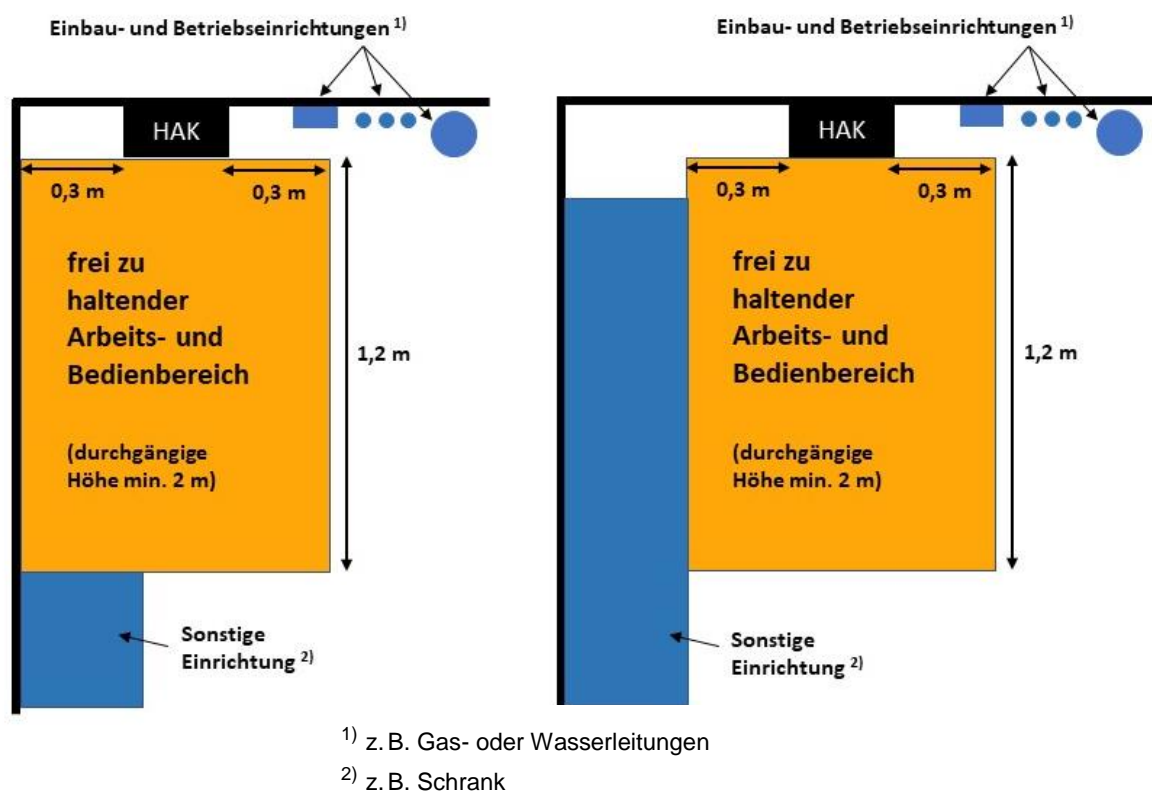 Einbau- und Betriebseinrichtungen 1)
HAK
0,3 m
0,3 m
frei zu
haltender
Arbeits- und
Bedienbereich
(durchgängige
Höhe min. 2 m)
1,2 m
Sonstige
Einrichtung 2)
Einbau- und Betriebseinrichtungen 1)
HAK
0,3 m
0,3 m
frei zu
haltender
Arbeits- und
Bedienbereich
(durchgängige
Höhe min. 2 m)
1,2 m
Sonstige
Einrichtung 2)
1) z. B. Gas- oder Wasserleitungen
2) z. B. Schrank